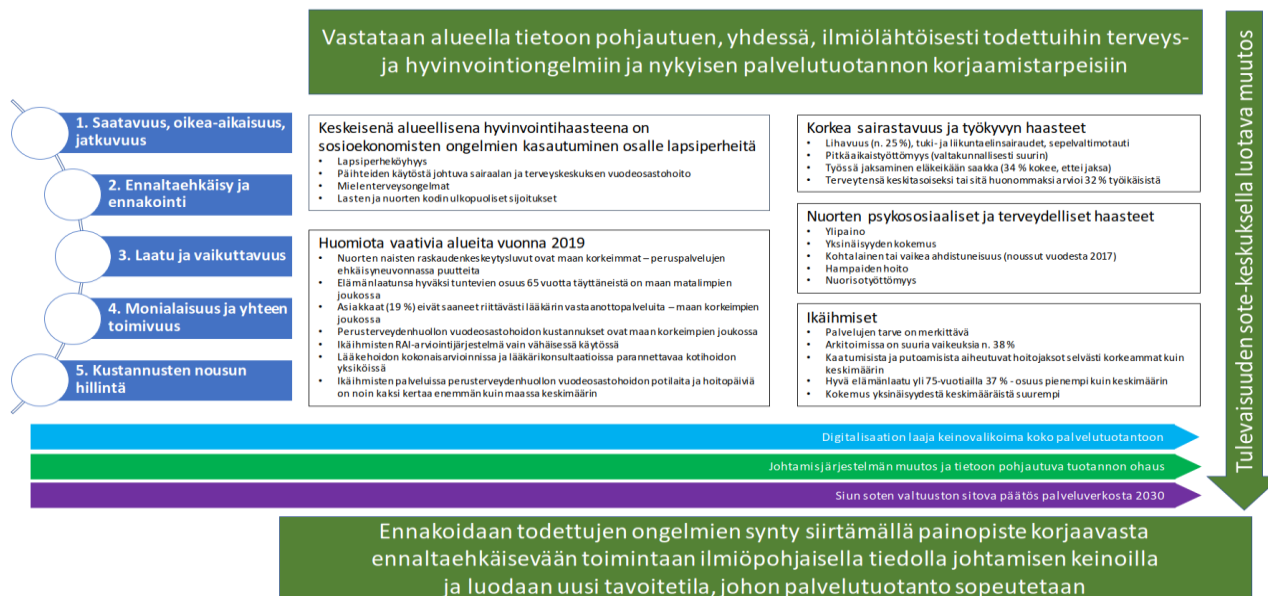 Vastataan alueella tietoon pohjautuen, yhdessä, ilmiölähtöisesti todettuihin terveys-
ja hyvinvointiongelmiin ja nykyisen palvelutuotannon korjaamistarpeisiin
1. Saatavuus, oikea-aikaisuus,
jatkuvuus
2. Ennaltaehkäisy ja
ennakointi
3. Laatu ja vaikuttavuus
4. Monialaisuus ja yhteen
toimivuus
5. Kustannusten nousun
hillintä
Keskeisenä alueellisena hyvinvointihaasteena on
sosioekonomisten ongelmien kasautuminen osalle lapsiperheitä
• Lapsiperheköyhyys
• Päihteiden käytöstä johtuva sairaalan ja terveyskeskuksen vuodeosastohoito
• Mielenterveysongelmat
• Lasten ja nuorten kodin ulkopuoliset sijoitukset
Huomiota vaativia alueita vuonna 2019
• Nuorten naisten raskaudenkeskeytysluvut ovat maan korkeimmat – peruspalvelujen
ehkäisyneuvonnassa puutteita
• Elämänlaatunsa hyväksi tuntevien osuus 65 vuotta täyttäneistä on maan matalimpien
joukossa
• Asiakkaat (19 %) eivät saaneet riittävästi lääkärin vastaanottopalveluita – maan korkeimpien
joukossa
• Perusterveydenhuollon vuodeosastohoidon kustannukset ovat maan korkeimpien joukossa
• Ikäihmisten RAI-arviointijärjestelmä vain vähäisessä käytössä
• Lääkehoidon kokonaisarvioinnissa ja lääkärikonsultaatioissa parannettavaa kotihoidon
yksiköissä
• Ikäihmisten palveluissa perusterveydenhuollon vuodeosastohoidon potilaita ja hoitopäiviä
on noin kaksi kertaa enemmän kuin maassa keskimäärin
Korkea sairastavuus ja työkyvyn haasteet
• Lihavuus (n. 25 %), tuki- ja liikuntaelinsairaudet, sepelvaltimotauti
• Pitkäaikaistyöttömyys (valtakunnallisesti suurin)
• Työssä jaksaminen eläkeikään saakka (34 % kokee, ettei jaksa)
• Terveytensä keskitasoiseksi tai sitä huonommaksi arvioi 32 % työikäisistä
Nuorten psykososiaaliset ja terveydelliset haasteet
• Ylipaino
• Yksinäisyyden kokemus
• Kohtalainen tai vaikea ahdistuneisuus (noussut vuodesta 2017)
• Hampaiden hoito
• Nuorisotyöttömyys
Ikäihmiset
• Palvelujen tarve on merkittävä
• Arkitoimissa on suuria vaikeuksia n. 38 %
• Kaatumisista ja putoamisista aiheutuvat hoitojaksot selvästi korkeammat kuin
keskimäärin
• Hyvä elämänlaatu yli 75-vuotiailla 37 % - osuus pienempi kuin keskimäärin
• Kokemus yksinäisyydestä keskimääräistä suurempi
Tulevaisuuden sote-keskuksella luotava muutos
Digitalisaation laaja keinovalikoima koko palvelutuotantoon
Johtamisjärjestelmän muutos ja tietoon pohjautuva tuotannon ohaus
Siun soten valtuuston sitova päätös palveluverkosta 2030
Ennakoidaan todettujen ongelmien synty siirtämällä painopiste korjaavasta
ennaltaehkäisevään toimintaan ilmiöpohjaisella tiedolla johtamisen keinoilla
ja luodaan uusi tavoitetila, johon palvelutuotanto sopeutetaan